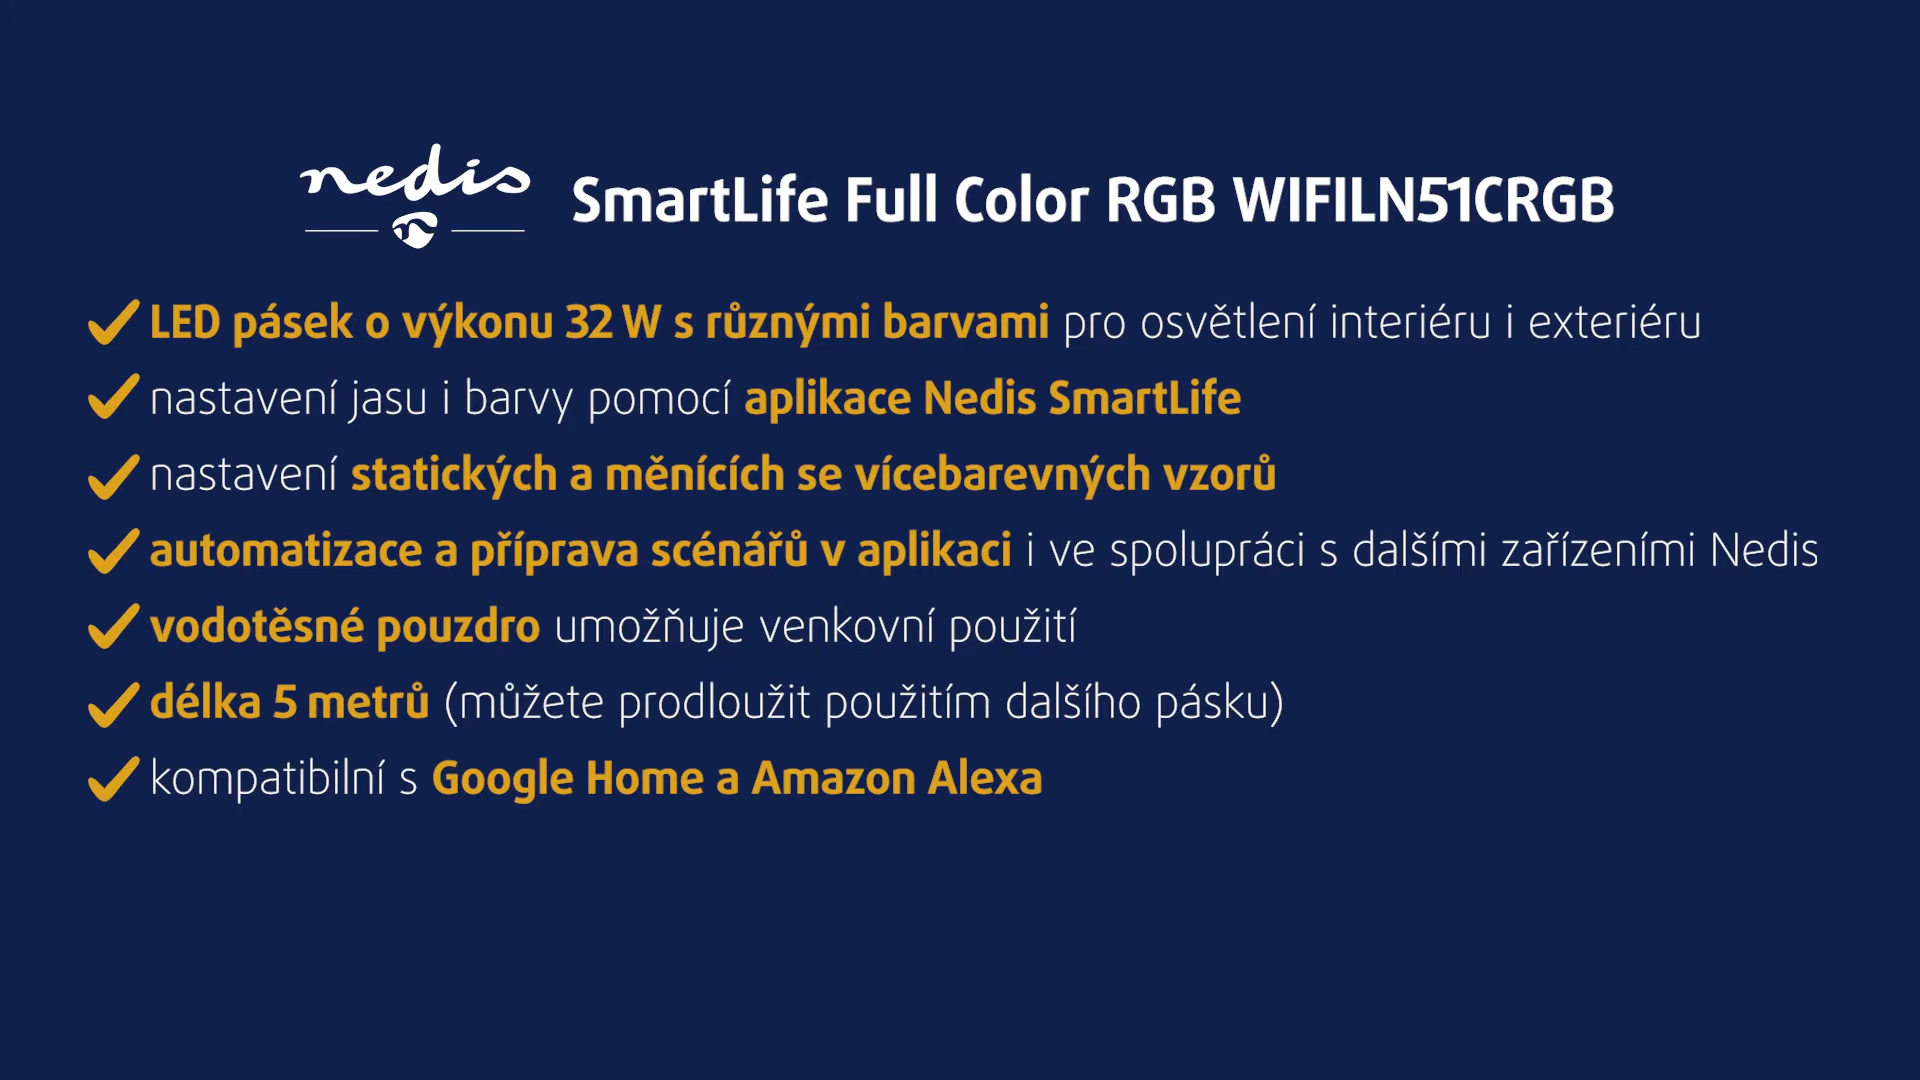 nedis
SmartLife Full Color RGB WIFILN51CRGB
LED pásek o výkonu 32 W s různými barvami pro osvětlení interiéru i exteriéru
nastavení jasu i barvy pomocí aplikace Nedis SmartLife
nastavení statických a měnících se vícebarevných vzorů
automatizace a příprava scénářů v aplikaci i ve spolupráci s dalšími zařízeními Nedis
vodotěsné pouzdro umožňuje venkovní použití
délka 5 metrů (můžete prodloužit použitím dalšího pásku)
kompatibilní s Google Home a Amazon Alexa